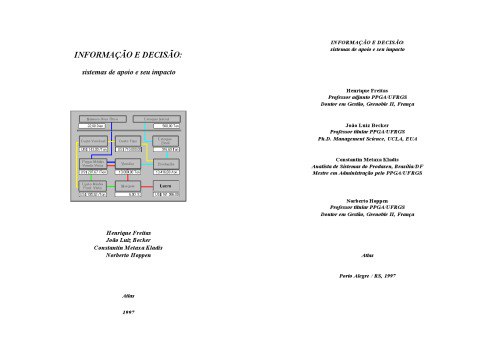 INFORMAÇÃO E DECISÃO:
sistemas de apoio e seu impacto
Lucro
Henrique Freitas
João Luiz Becker
Constantin Metaxa Kladis
Norberto Hoppen
Atlas
1997
INFORMAÇÃO E DECISÃO:
sistemas de apoio e seu impacto
Henrique Freitas
Professor adjunto PPGA/UFRGS
Doutor em Gestão, Grenoble II, França
João Luiz Becker
Professor titular PPGA/UFRGS
Ph.D. Management Science, UCLA, EUA
Constantin Metaxa Kladis
Analista de Sistemas do Prodasen, Brasília/DF
Mestre em Administração pelo PPGA/UFRGS
Norberto Hoppen
Professor titular PPGA/UFRGS
Doutor em Gestão, Grenoble II, França
Atlas
Porto Alegre / RS, 1997